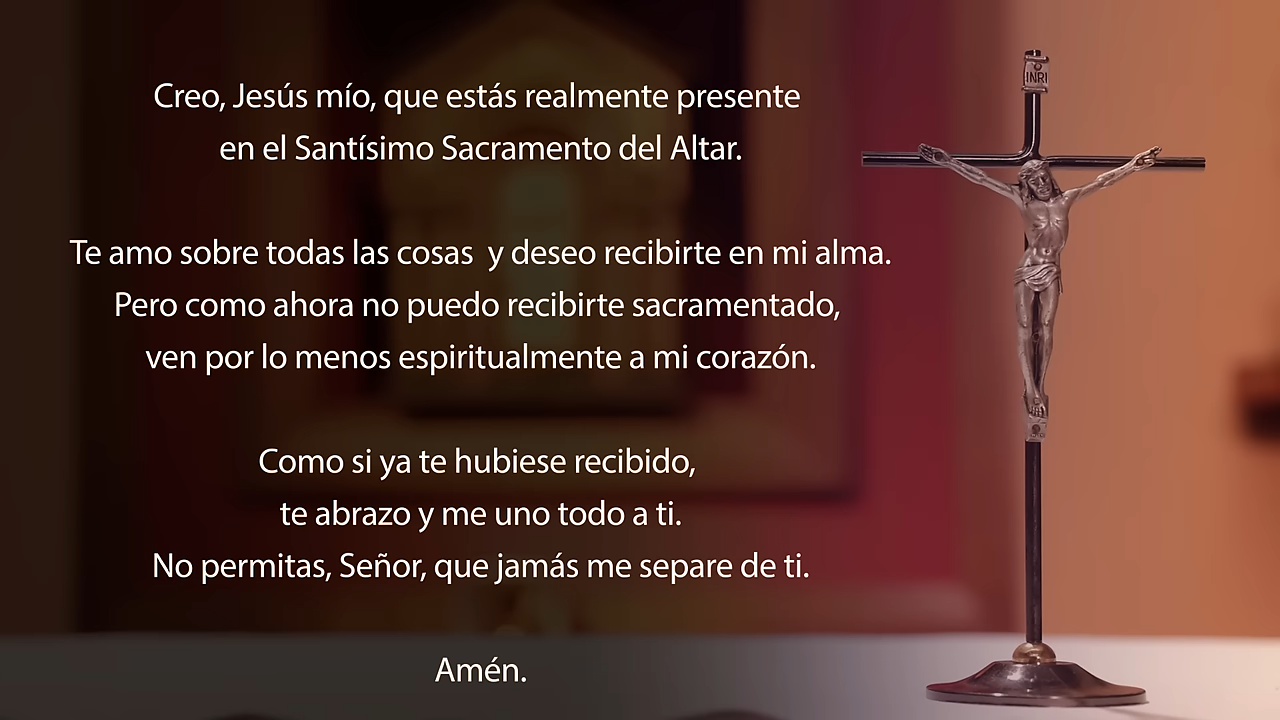 Creo, Jesús mío, que estás realmente presente
en el Santísimo Sacramento del Altar.
Te amo sobre todas las cosas  y deseo recibirte en mi alma.
Pero como ahora no puedo recibirte sacramentado,
ven por lo menos espiritualmente a mi corazón.
Como si ya te hubiese recibido,
te abrazo y me uno todo a ti.
No permitas, Señor, que jamás me separe de ti.
Amén.
INRI